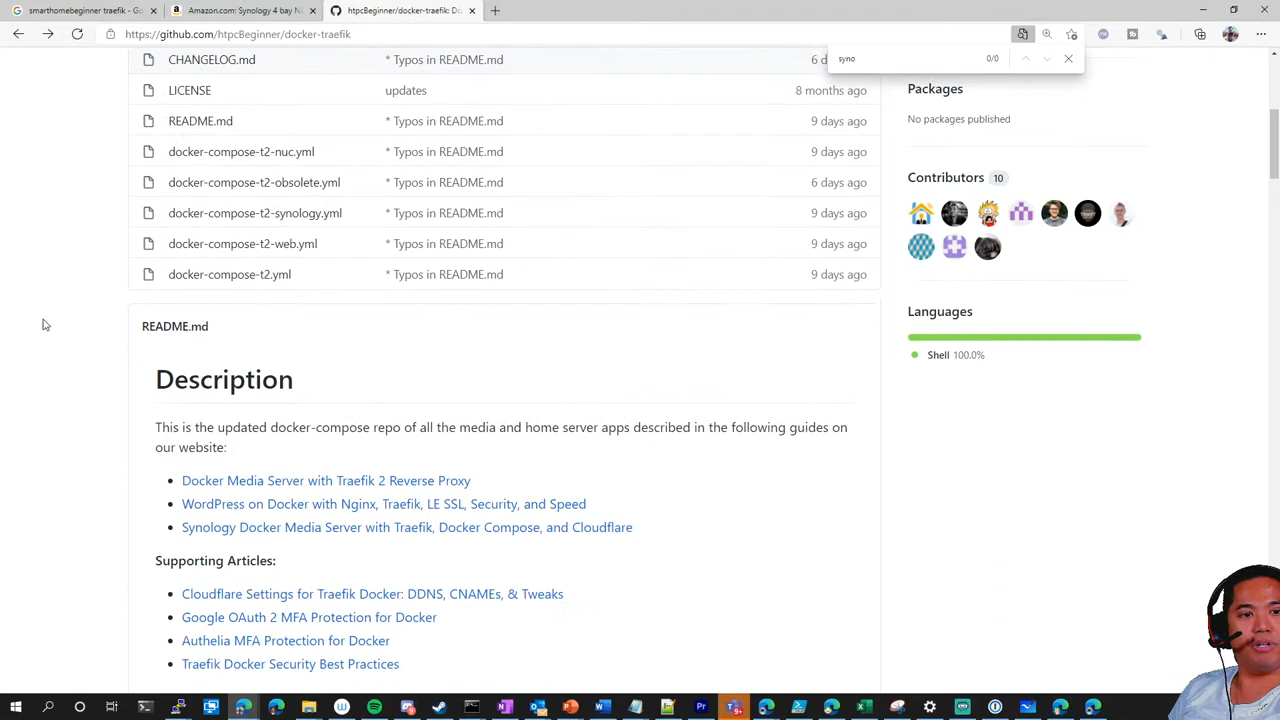 smarthomebeginner traefik - Go
Amazon.com: Synology 4 bay N
htpcBeginner/docker-traefik: Do
https://github.com/htpcBeginner/docker-traefik
syno
0/0
CHANGELOG.md
* Typos in README.md
6 d
LICENSE
updates
8 months ago
README.md
* Typos in README.md
9 days ago
docker-compose-t2-nuc.yml
* Typos in README.md
9 days ago
docker-compose-t2-obsolete.yml
* Typos in README.md
6 days ago
docker-compose-t2-synology.yml
* Typos in README.md
9 days ago
docker-compose-t2-web.yml
* Typos in README.md
9 days ago
docker-compose-t2.yml
* Typos in README.md
9 days ago
Packages
No packages published
Contributors 10
Languages
Shell 100.0%
README.md
Description
This is the updated docker-compose repo of all the media and home server apps described in the following guides on
our website:
• Docker Media Server with Traefik 2 Reverse Proxy
• WordPress on Docker with Nginx, Traefik, LE SSL, Security, and Speed
• Synology Docker Media Server with Traefik, Docker Compose, and Cloudflare
Supporting Articles:
• Cloudflare Settings for Traefik Docker: DDNS, CNAMEs, & Tweaks
• Google OAuth 2 MFA Protection for Docker
• Authelia MFA Protection for Docker
• Traefik Docker Security Best Practices